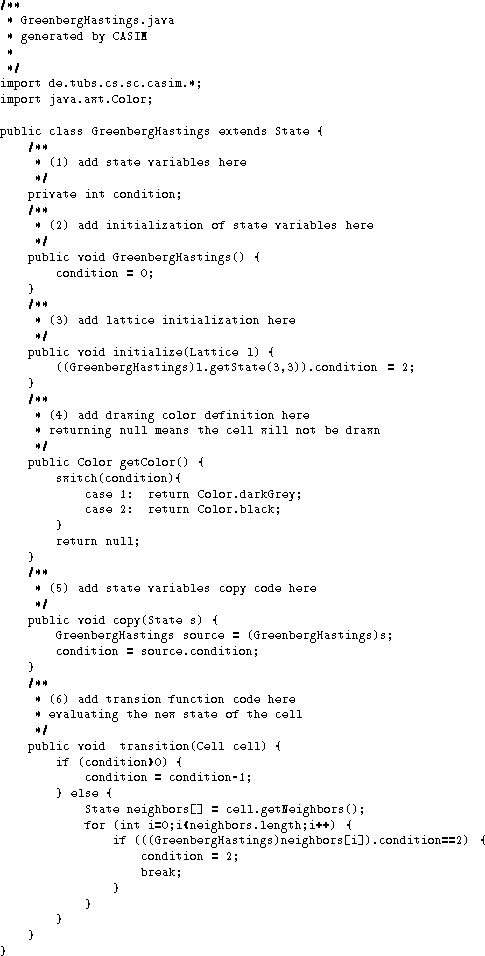 /**
 * GreenbergHastings.java
 * generated by CASIM
 *
 */
import de.tubs.cs.sc.casim.*;
import java.awt.Color;

public class GreenbergHastings extends State {
    /**
     * (1) add state variables here
     */
    private int condition;
    /**
     * (2) add initialization of state variables here
     */
    public void GreenbergHastings() {
        condition = 0;
    }
    /**
     * (3) add lattice initialization here
     */
    public void initialize(Lattice l) {
        ((GreenbergHastings)l.getState(3,3)).condition = 2;
    }
    /**
     * (4) add drawing color definition here
     * returning null means the cell will not be drawn
     */
    public Color getColor() {
        switch(condition){
            case 1:  return Color.darkGrey;
            case 2:  return Color.black;
        }
        return null;
    }
    /**
     * (5) add state variables copy code here
     */
    public void copy(State s) {
        GreenbergHastings source = (GreenbergHastings)s;
        condition = source.condition;
    }
    /**
     * (6) add transion function code here
     * evaluating the new state of the cell
     */
    public void  transition(Cell cell) {
        if (condition>0) {
            condition = condition-1;
        } else {
            State neighbors[] = cell.getNeighbors();
            for (int i=0;i<neighbors.length;i++) {
                if (((GreenbergHastings)neighbors[i]).condition==2) {
                    condition = 2;
                    break;
                }
            }
        }
    }
}